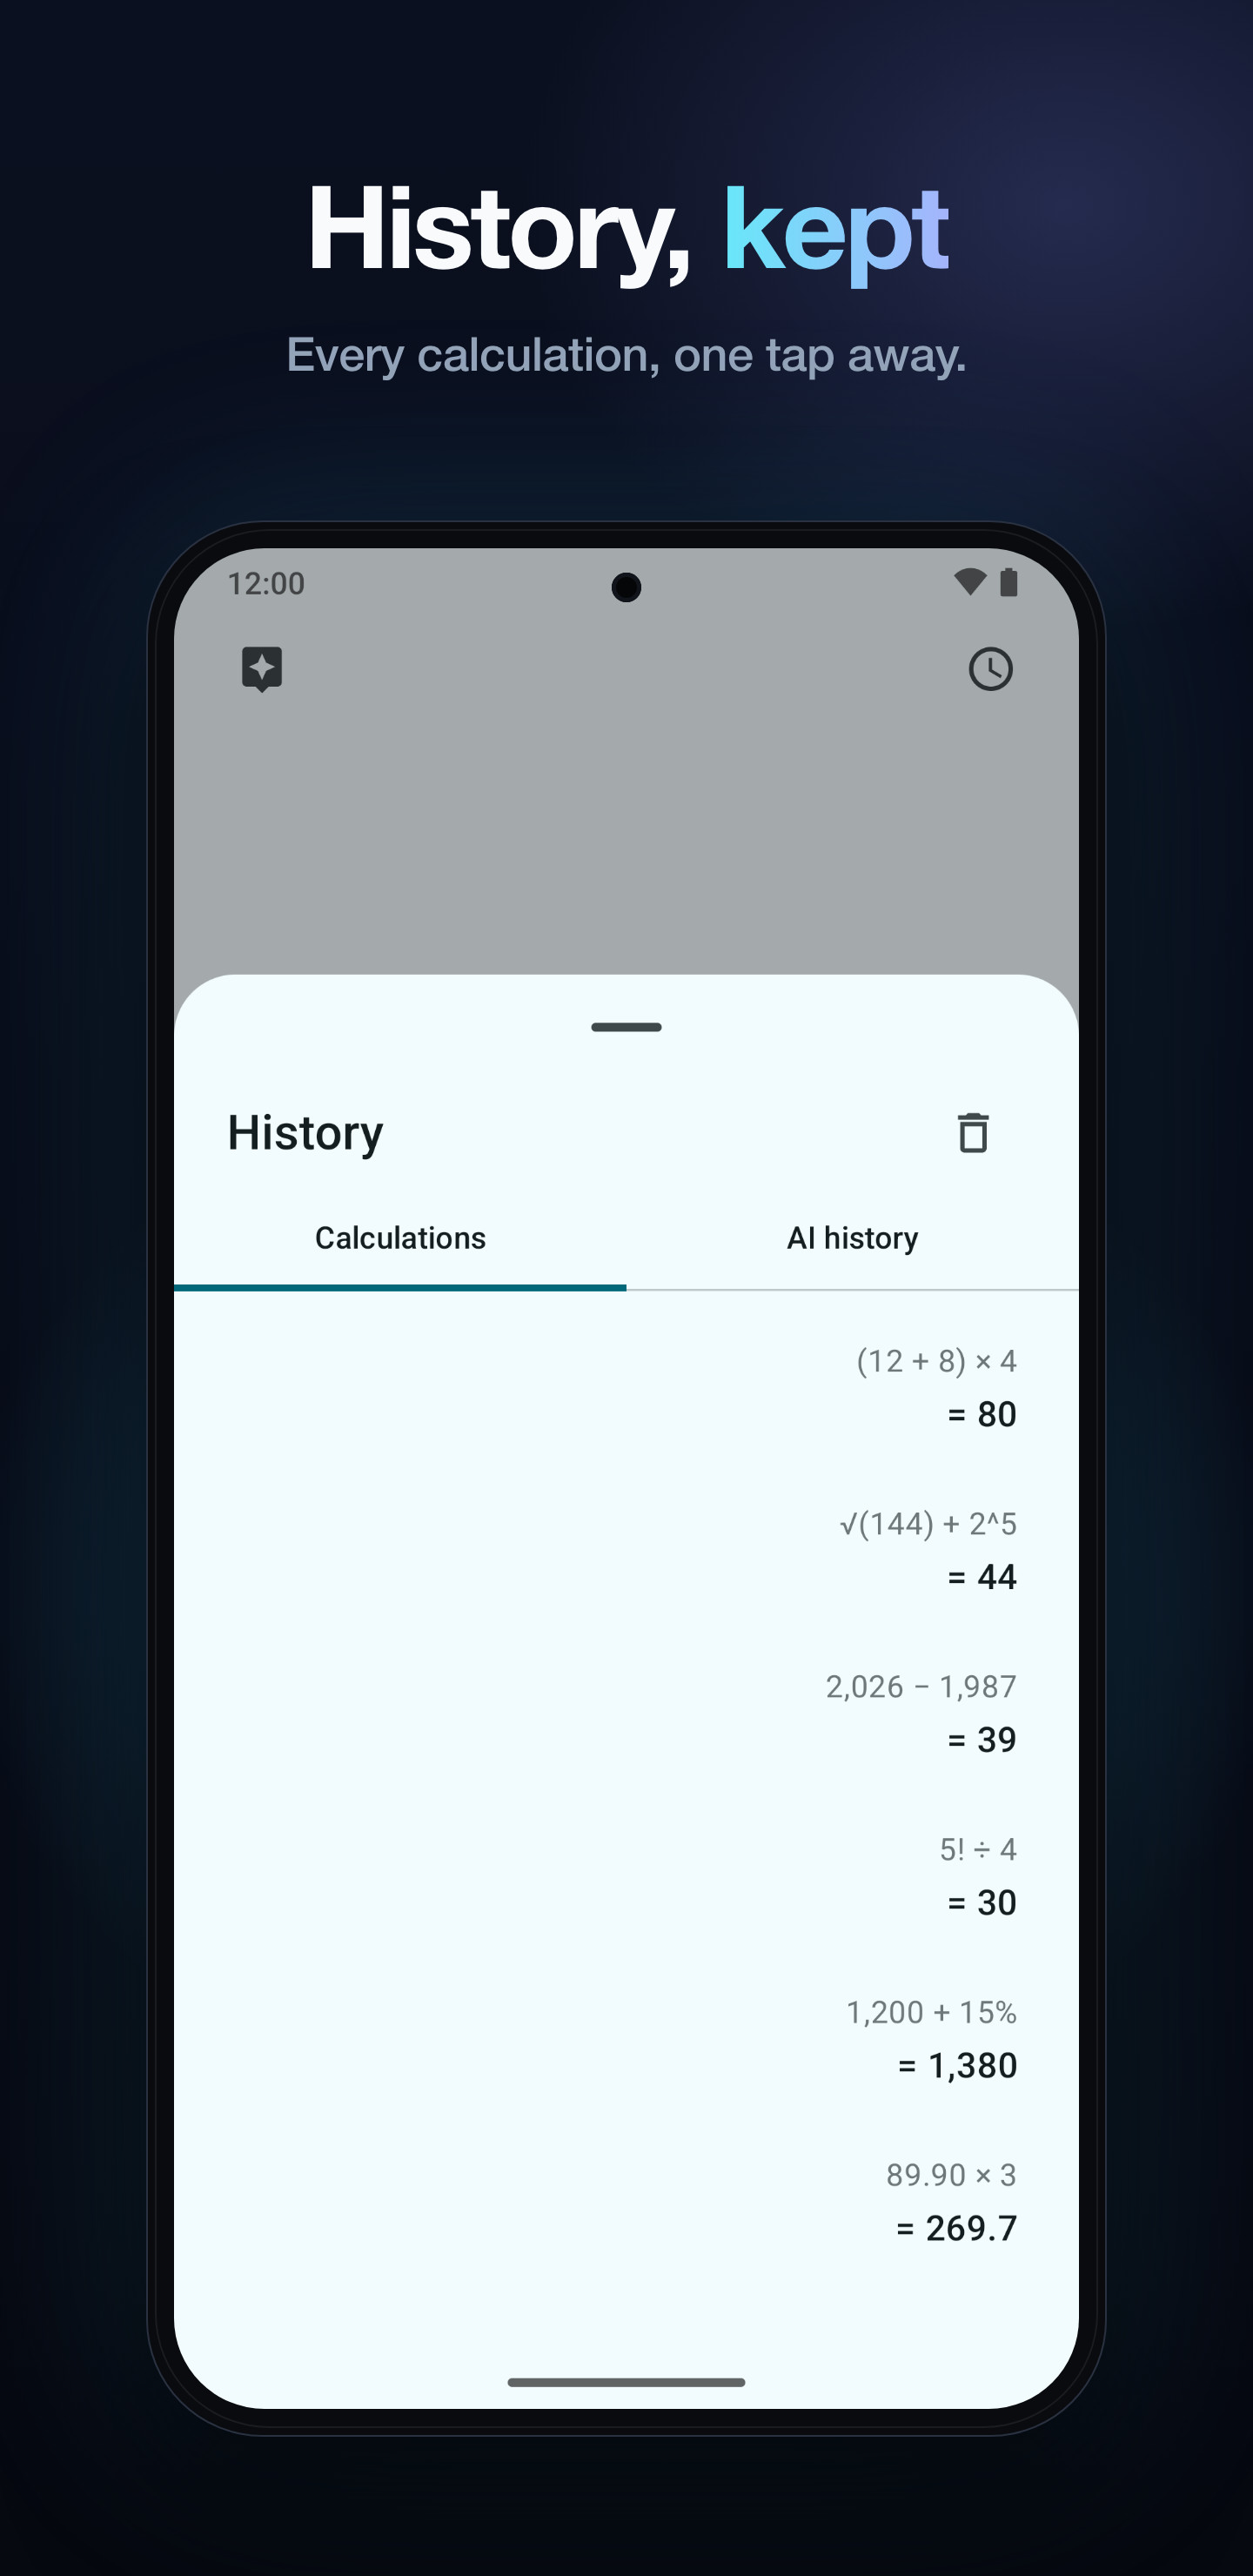 History, kept
Every calculation, one tap away.
12:00
History
Calculations
AI history
(12 + 8) × 4
= 80
√(144) + 2^5
= 44
2,026 − 1,987
= 39
5! ÷ 4
= 30
1,200 + 15%
= 1,380
89.90 × 3
= 269.7